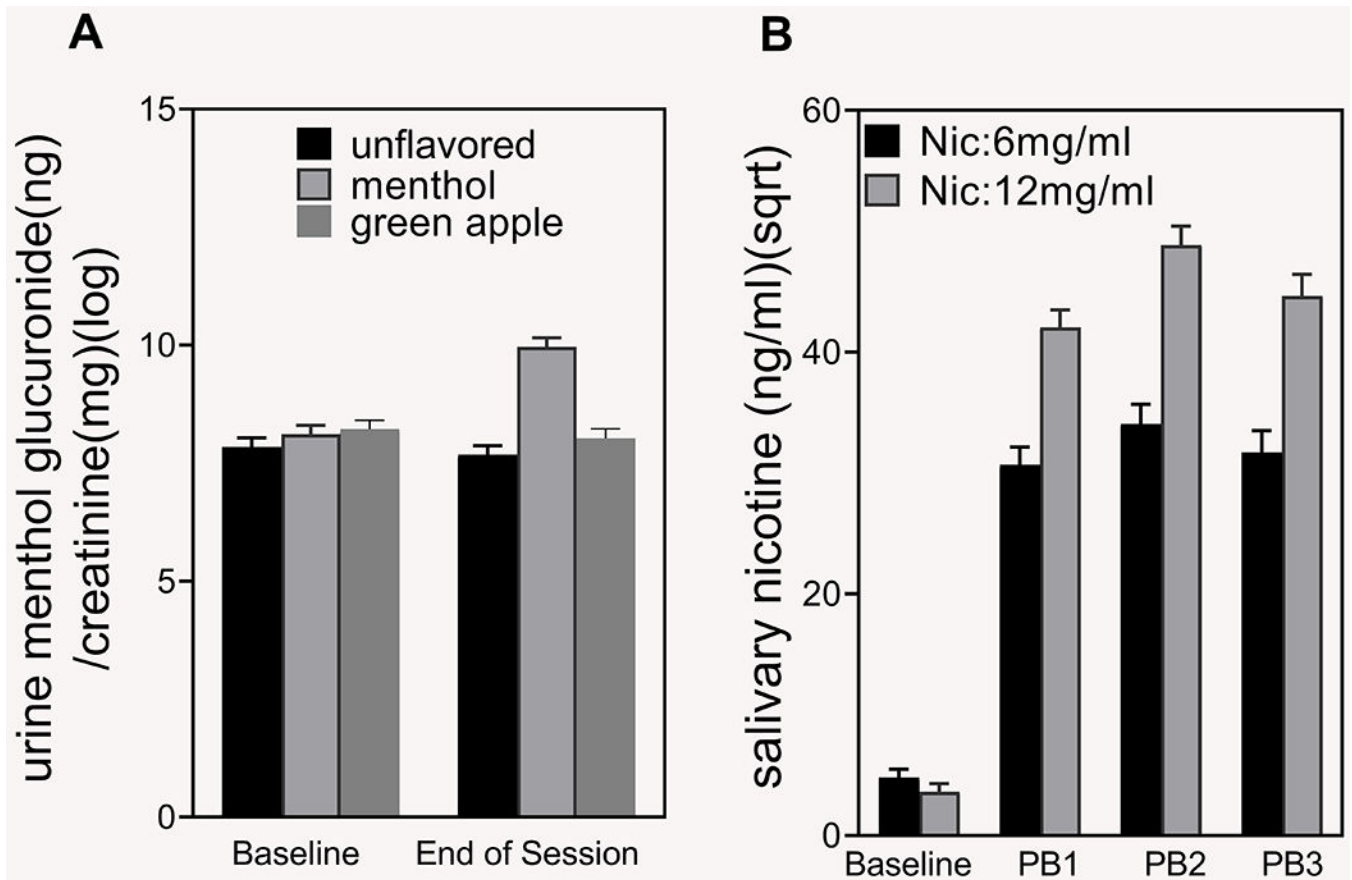 A
urine menthol glucuronide(ng)
/creatinine(mg)(log)
15
10
5
0
unflavored
menthol
green apple
Baseline
End of Session
B
salivary nicotine (ng/ml)(sqrt)
60
40
20
0
Nic:6mg/ml
Nic:12mg/ml
Baseline
PB1
PB2
PB3